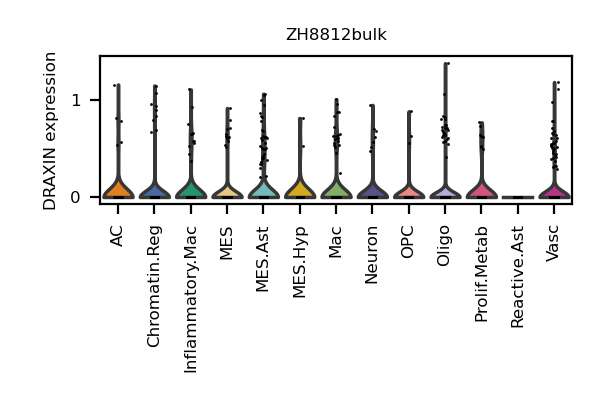 ZH8812bulk
DRAXIN expression
1
0
AC
Chromatin.Reg
Inflammatory.Mac
MES
MES.Ast
MES.Hyp
Mac
Neuron
OPC
Oligo
Prolif.Metab
Reactive.Ast
Vasc